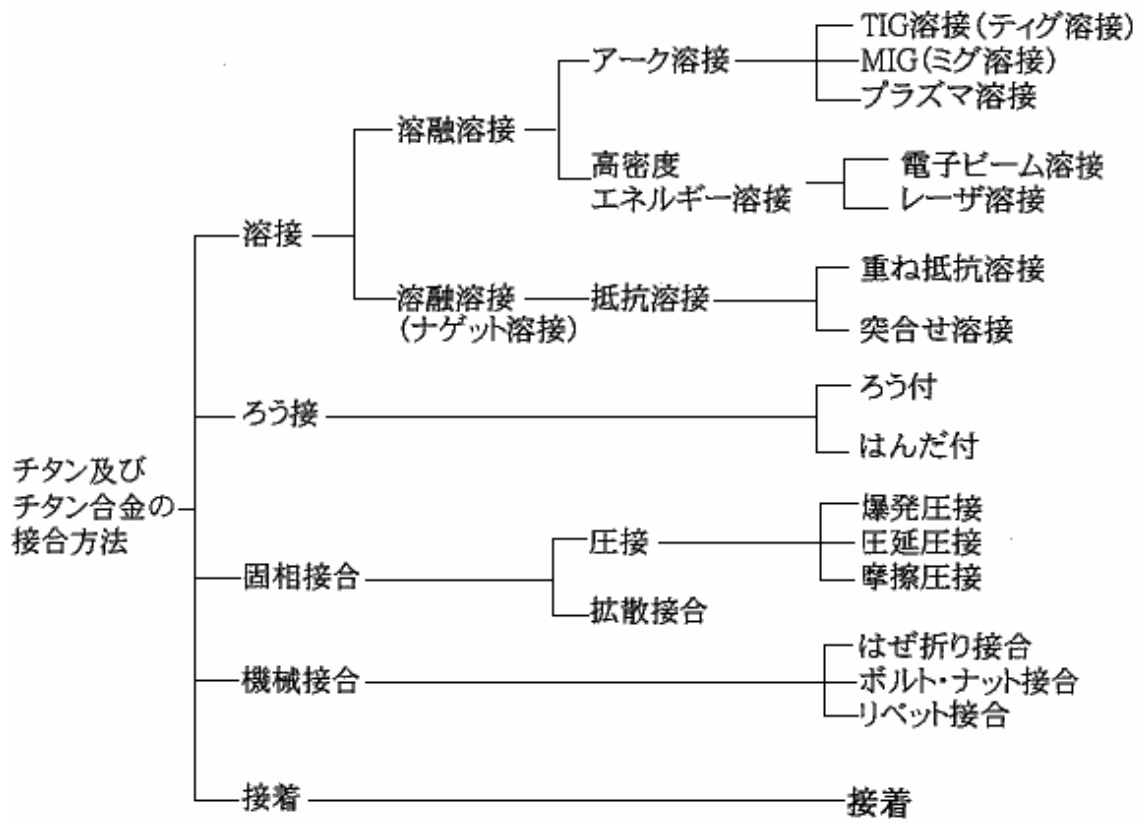 TIG溶接(ティグ溶接)
アーク溶接
MIG(ミグ溶接)
プラズマ溶接
溶融溶接
高密度
エネルギー溶接
電子ビーム溶接
レーザ溶接
溶接
重ね抵抗溶接
溶融溶接
(ナゲット溶接)
抵抗溶接
突合せ溶接
ろう付
ろう接
はんだ付
チタン及び
チタン合金の
接合方法
爆発圧接
圧接
圧延圧接
摩擦圧接
固相接合
拡散接合
はぜ折り接合
機械接合
ボルト・ナット接合
リベット接合
接着
接着